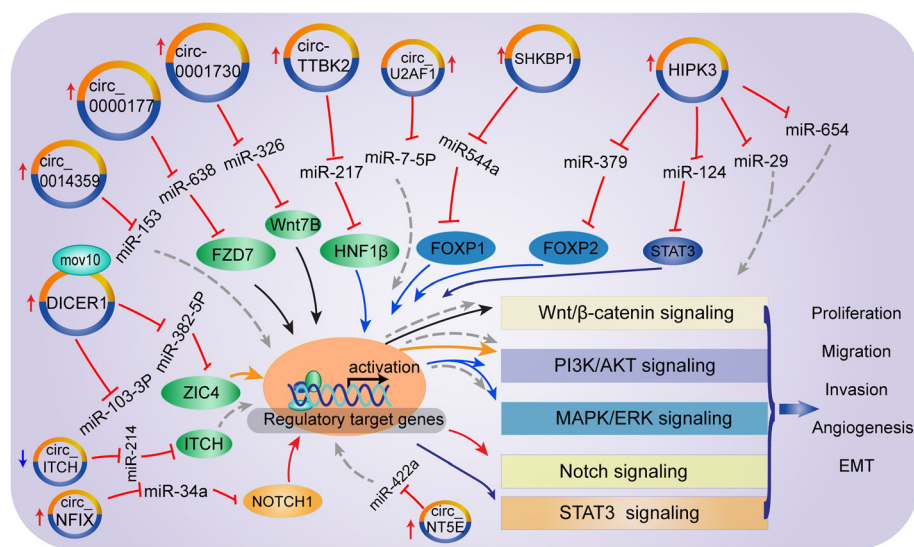 circ_
0014359
circ_
0000177
circ-
0001730
circ-
TTBK2
circ_
U2AF1
SHKBP1
HIPK3
miR-153
miR-638
miR-326
miR-217
miR-7-5P
miR544a
miR-379
miR-124
miR-29
miR-654
mov10
DICER1
FZD7
Wnt7B
HNF1β
FOXP1
FOXP2
STAT3
miR-382-5P
miR-103-3P
ZIC4
ITCH
circ_
ITCH
miR-214
circ_
NFIX
miR-34a
NOTCH1
activation
Regulatory target genes
miR-422a
circ_
NT5E
Wnt/β-catenin signaling
PI3K/AKT signaling
MAPK/ERK signaling
Notch signaling
STAT3 signaling
Proliferation
Migration
Invasion
Angiogenesis
EMT